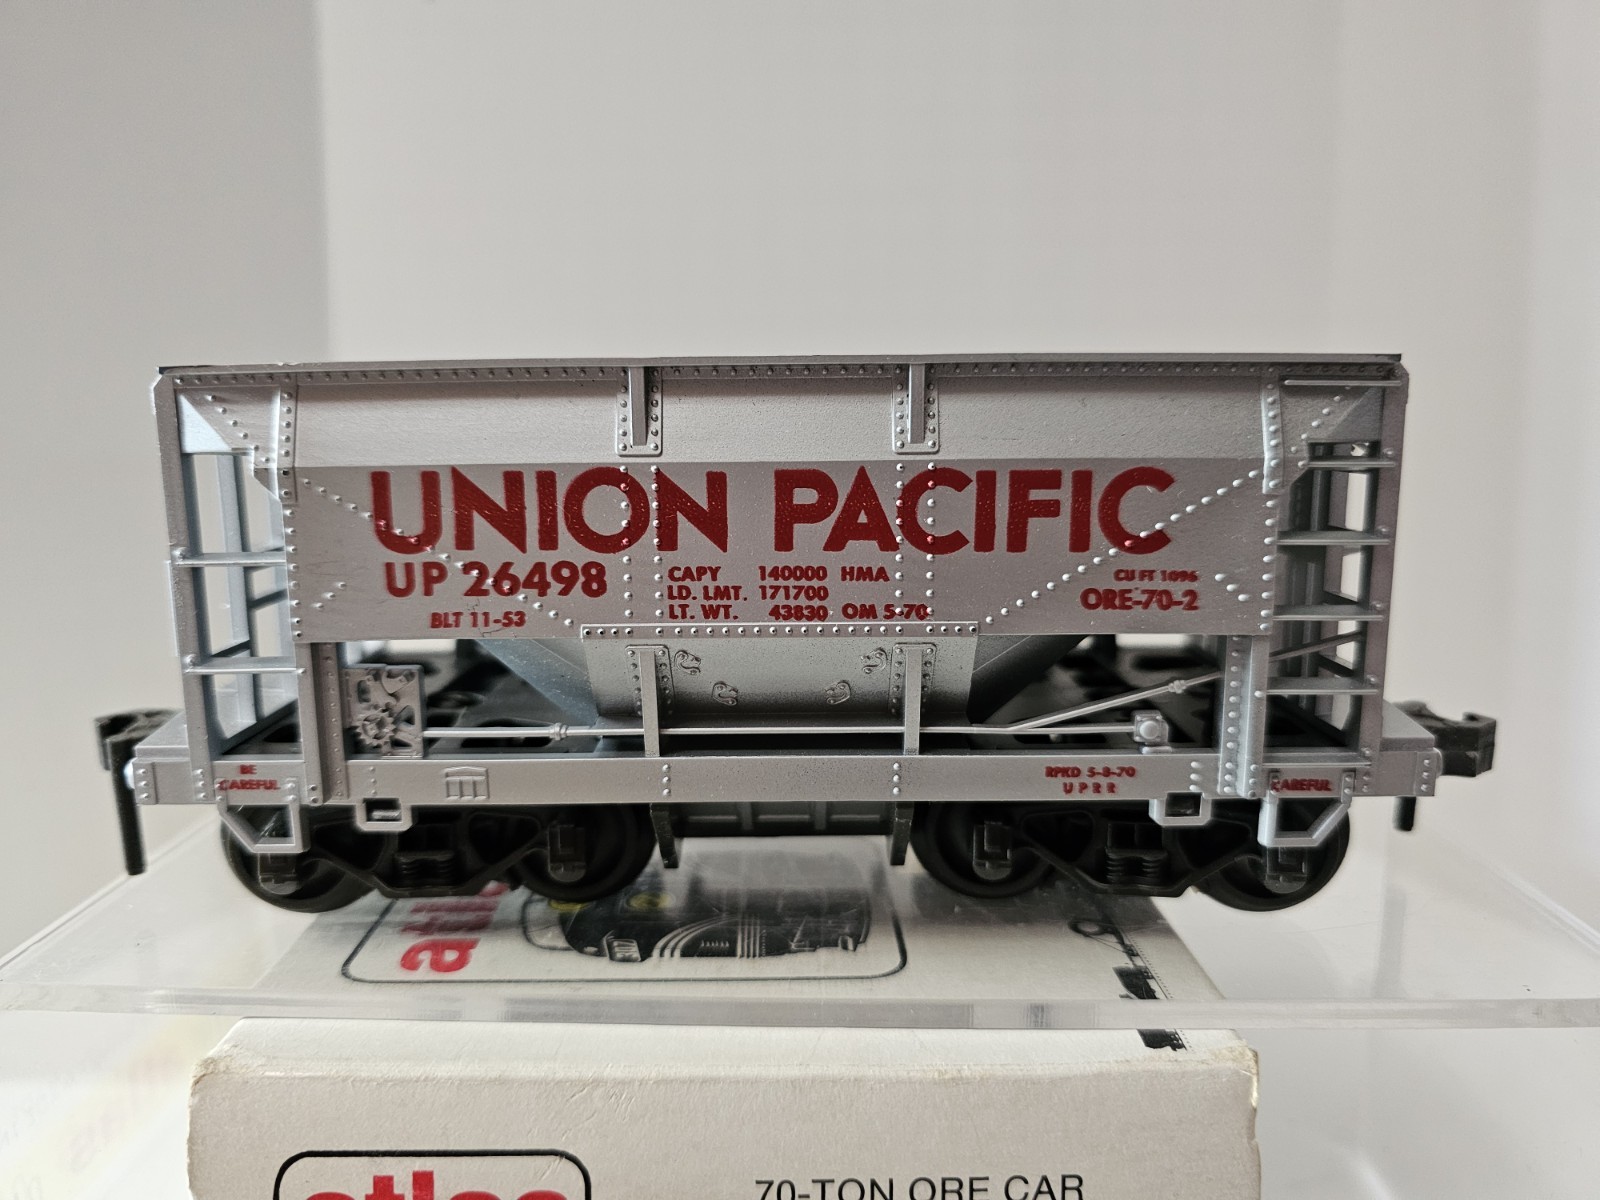 UNION PACIFIC
UP 26498
BLT 11-53
CAPY 140000 HMA
LD. LMT. 171700
LT. WT. 43830 OM 5-70
CU FT 1096
ORE-70-2
BE
CAREFUL
RPKD 5-8-70
U P R R
CAREFUL
atlas
70-TON ORE CAR